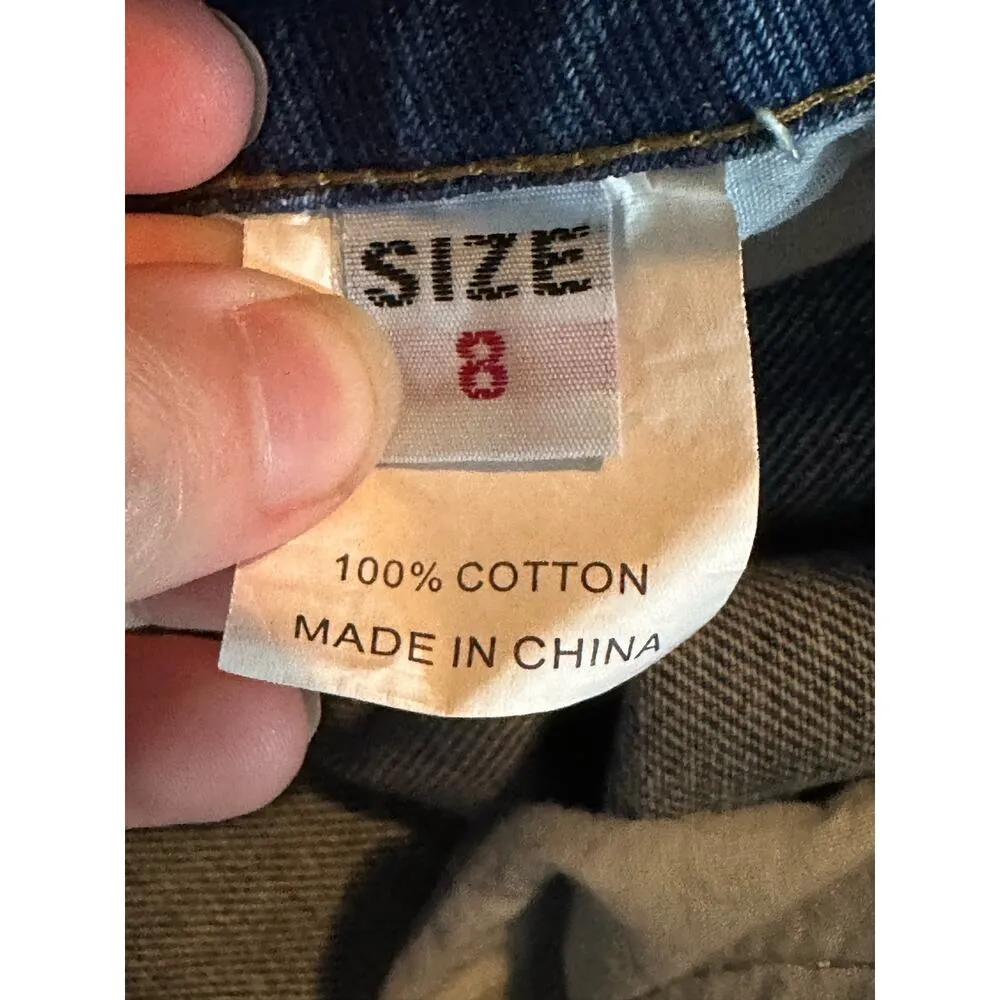 SIZE
8
100% COTTON
MADE IN CHINA